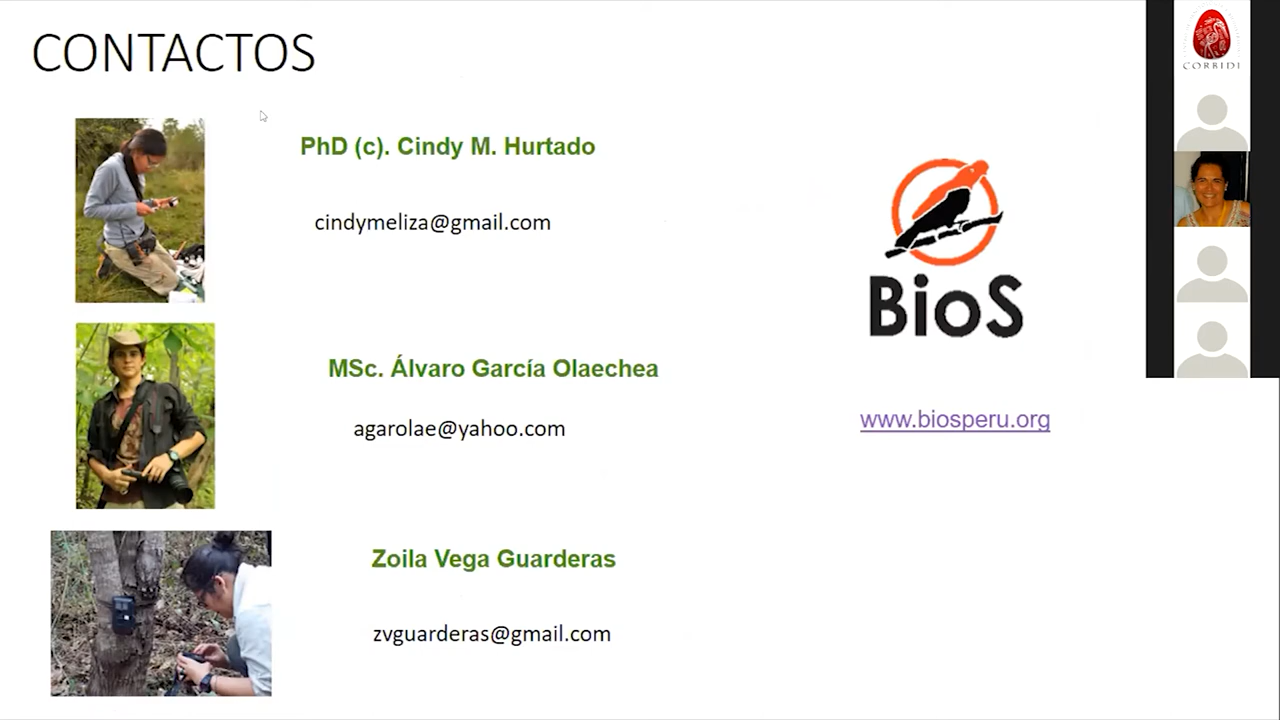 CONTACTOS
PhD (c). Cindy M. Hurtado
cindymeliza@gmail.com
MSc. Álvaro García Olaechea
agarolae@yahoo.com
Zoila Vega Guarderas
zvguarderas@gmail.com
BioS
www.biosperu.org
CORBIDI